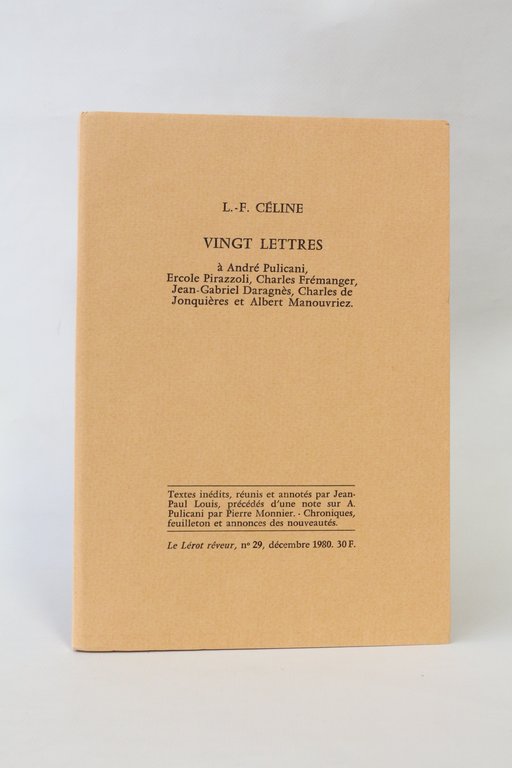 L.-F. CÉLINE
VINGT LETTRES
à André Pulicani,
Ercole Pirazzoli, Charles Frémanger,
Jean-Gabriel Daragnès, Charles de
Jonquières et Albert Manouvriez.
Textes inédits, réunis et annotés par Jean-
Paul Louis, précédés d'une note sur A.
Pulicani par Pierre Monnier. - Chroniques,
feuilleton et annonces des nouveautés.
Le Lérot rêveur, n° 29, décembre 1980. 30 F.